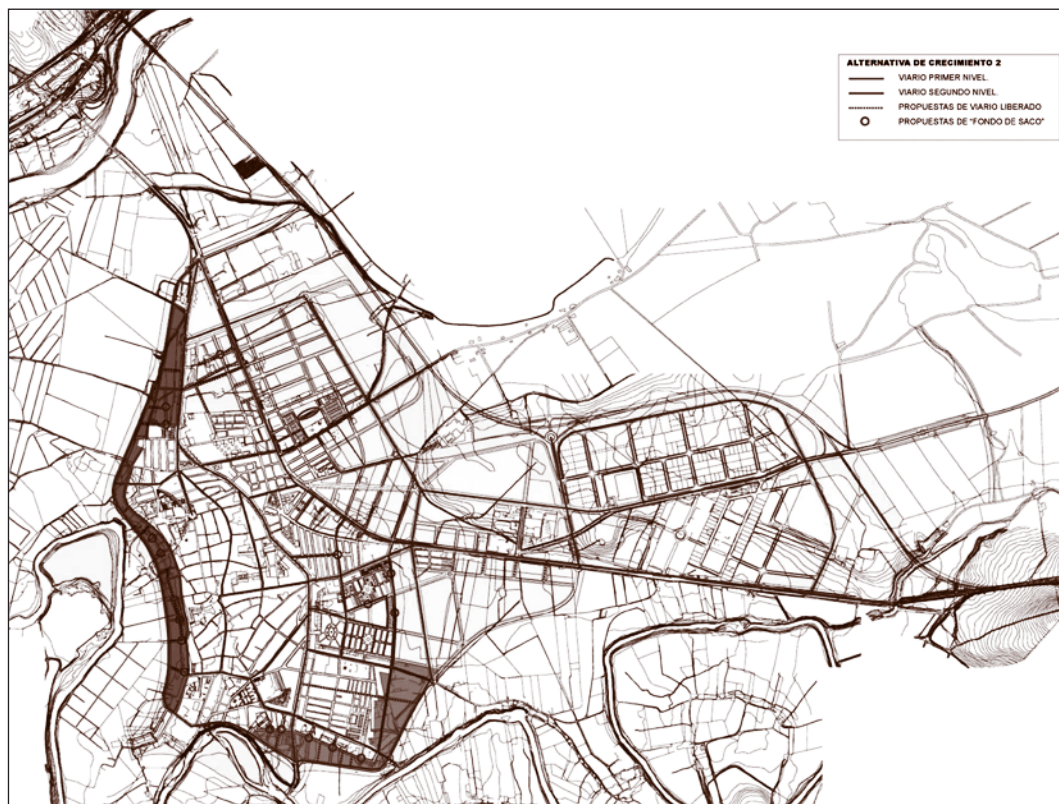 ALTERNATIVA DE CRECIMIENTO 2
VIARIO PRIMER NIVEL.
VIARIO SEGUNDO NIVEL.
PROPUESTAS DE VIARIO LIBERADO
PROPUESTAS DE "FONDO DE SACO"